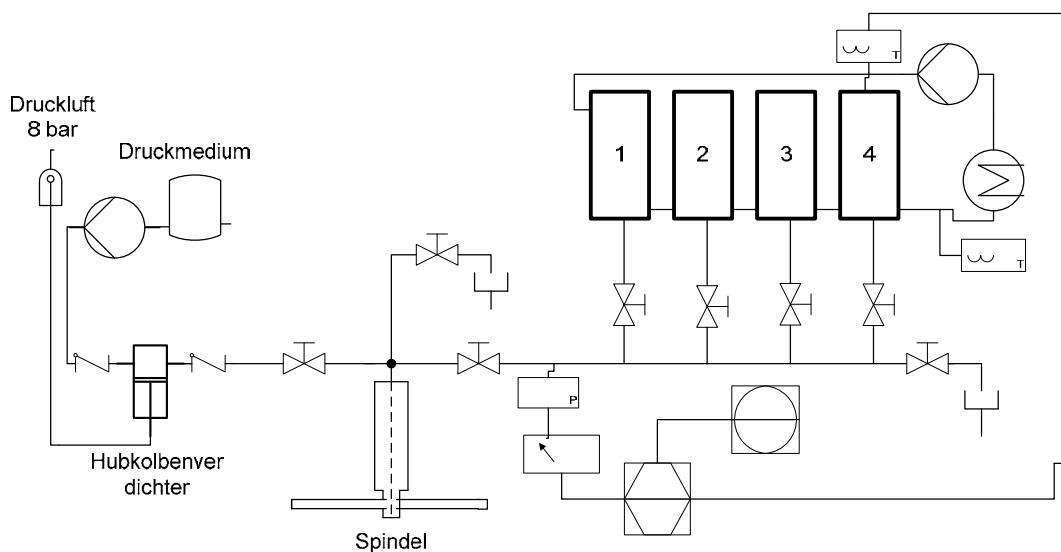 Druckluft
8 bar
Druckmedium
T
1
2
3
4
T
P
Hubkolbenver
dichter
Spindel